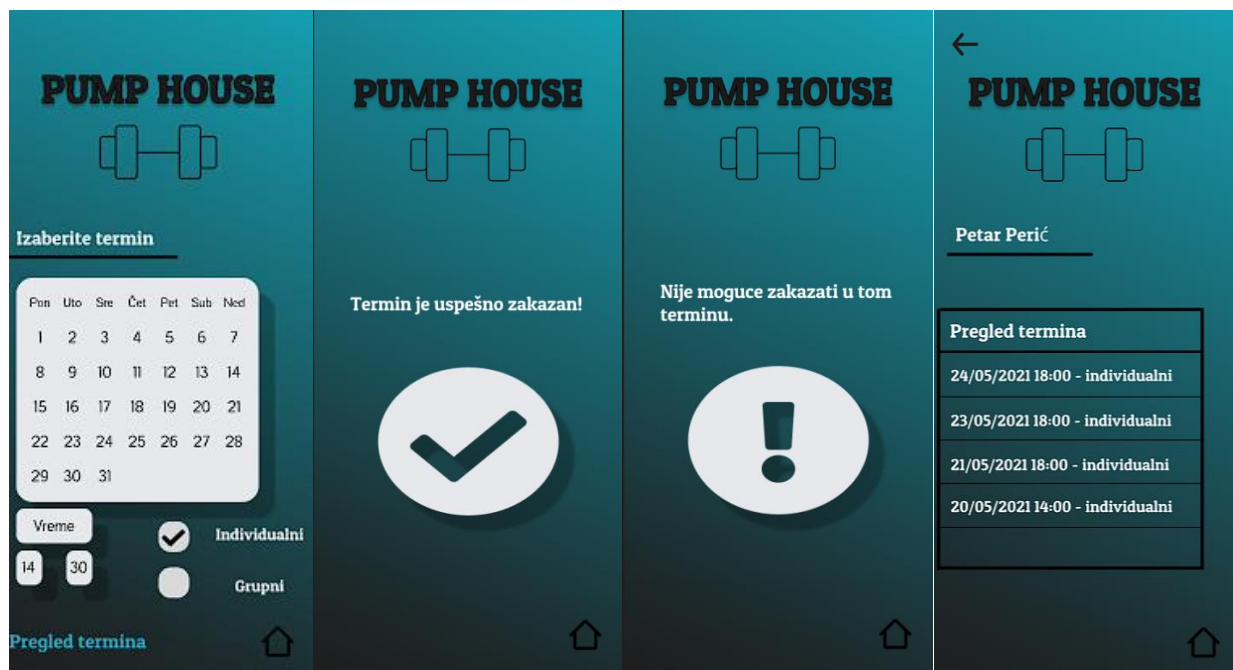 PUMP HOUSE
Izaberite termin
Pon Uto Sre Čet Pet Sub Ned
1 2 3 4 5 6 7
8 9 10 11 12 13 14
15 16 17 18 19 20 21
22 23 24 25 26 27 28
29 30 31
Vreme
14 30
Individualni
Grupni
Pregled termina
PUMP HOUSE
Termin je uspešno zakazan!
PUMP HOUSE
Nije moguce zakazati u tom
terminu.
PUMP HOUSE
Petar Perić
Pregled termina
24/05/2021 18:00 - individualni
23/05/2021 18:00 - individualni
21/05/2021 18:00 - individualni
20/05/2021 14:00 - individualni